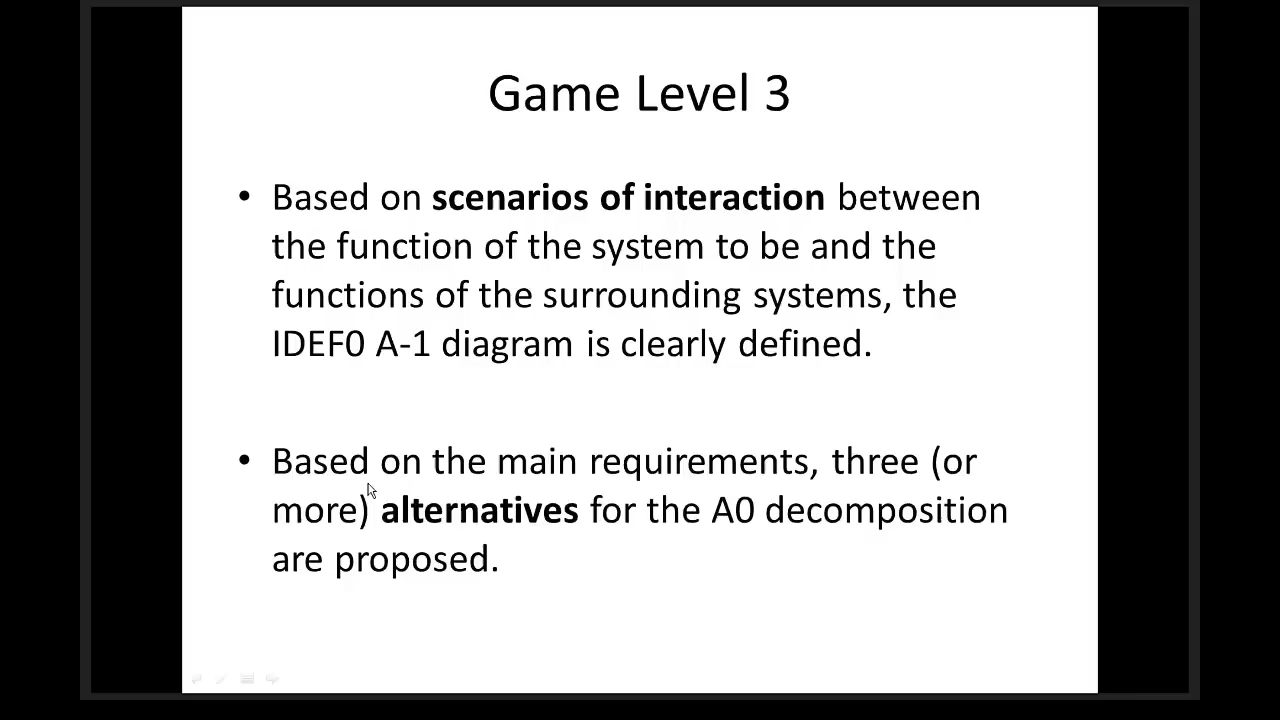 Game Level 3
• Based on scenarios of interaction between
the function of the system to be and the
functions of the surrounding systems, the
IDEF0 A-1 diagram is clearly defined.
• Based on the main requirements, three (or
more) alternatives for the A0 decomposition
are proposed.